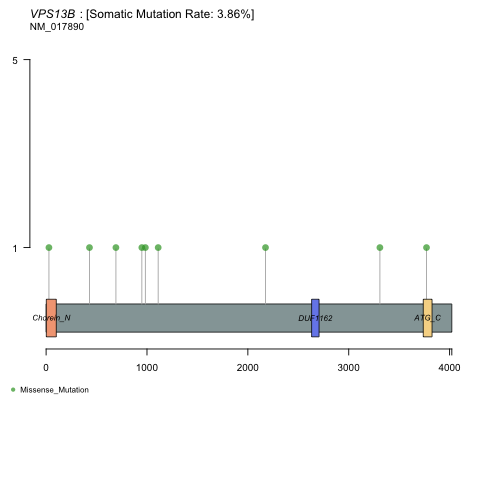 VPS13B : [Somatic Mutation Rate: 3.86%]
NM_017890
5
1
Chorein_N
DUF1162
ATG_C
0
1000
2000
3000
4000
Missense_Mutation